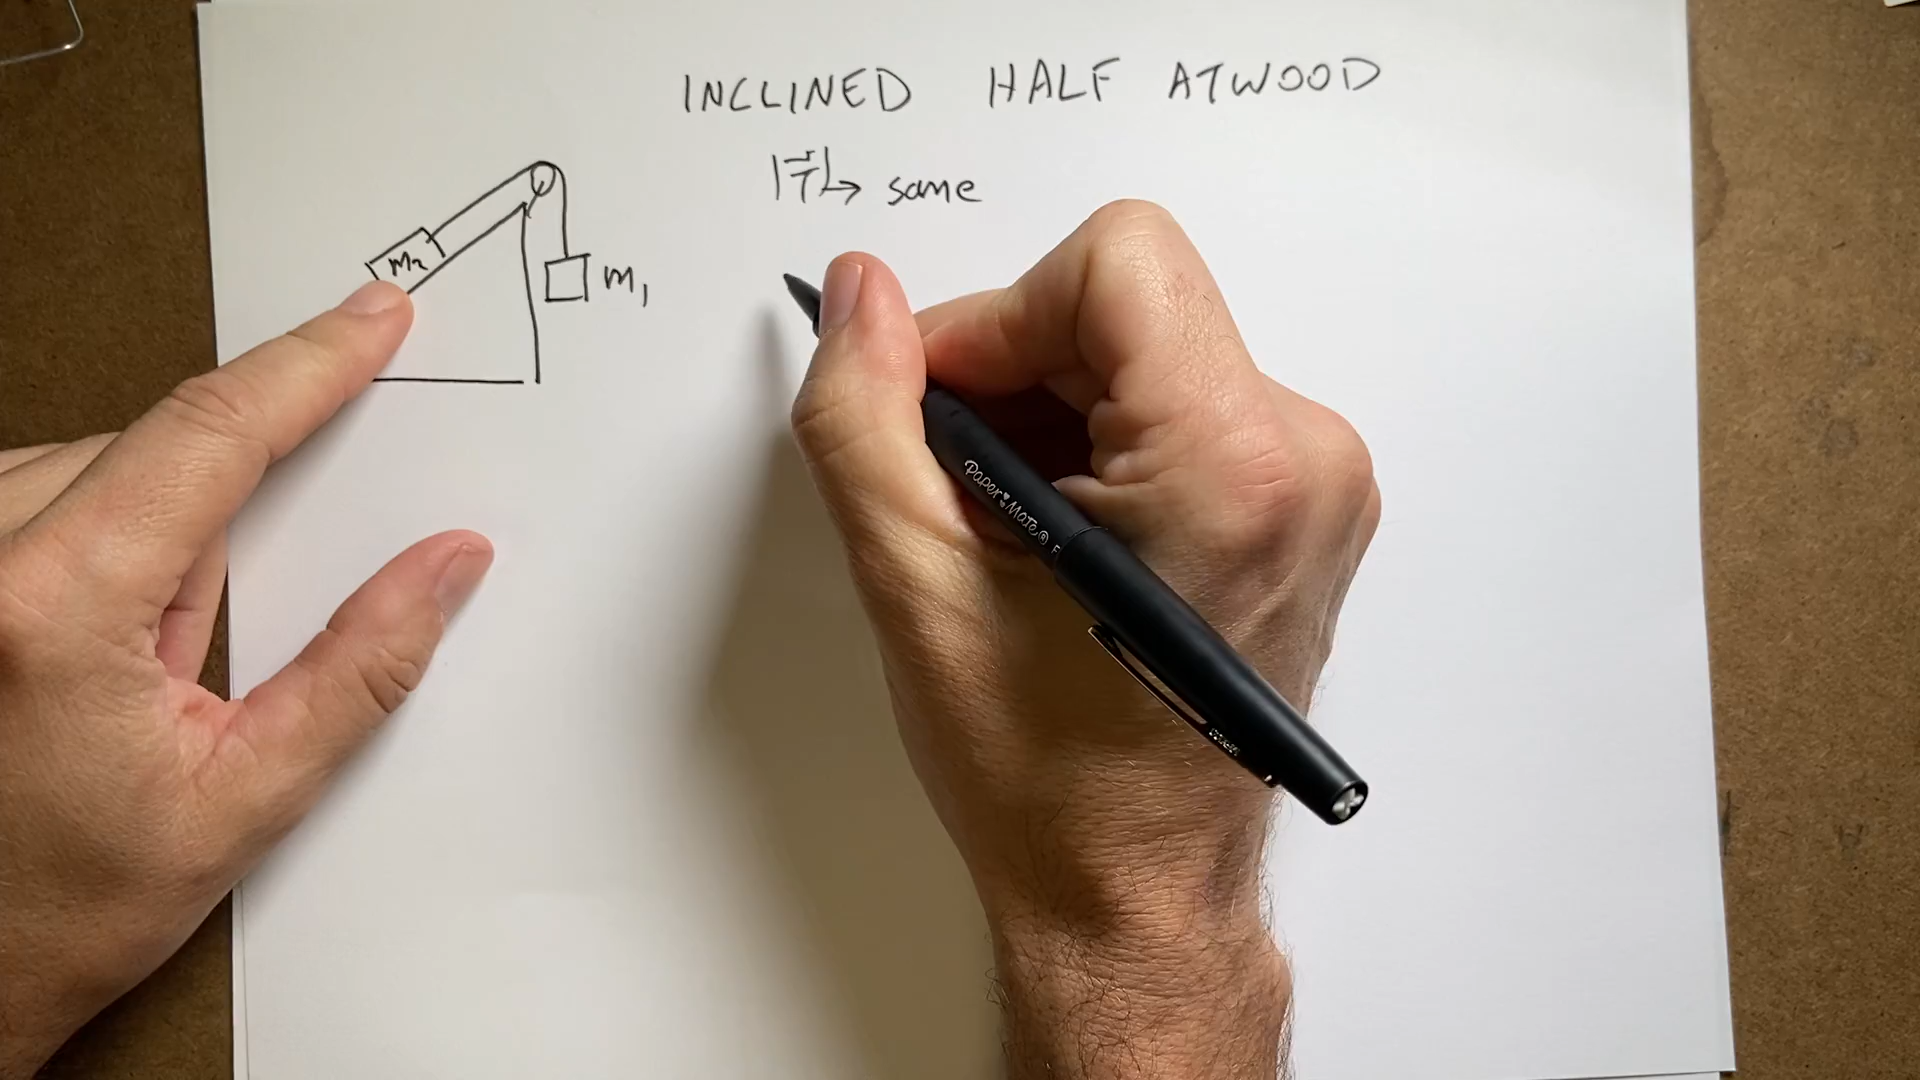 INCLINED HALF ATWOOD
|T⃗|→ same
m₂
m₁
Paper Mate®